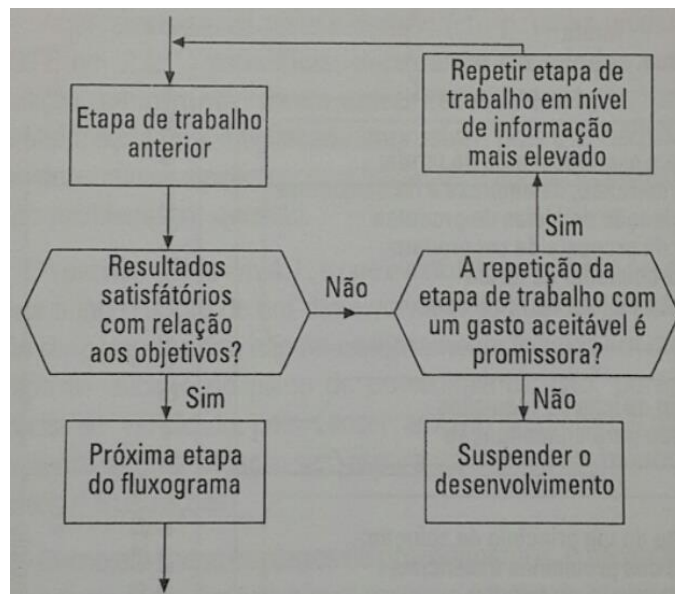 Etapa de trabalho
anterior
Repetir etapa de
trabalho em nível
de informação
mais elevado
Sim
Resultados
satisfátórios
com relação
aos objetivos?
Não
A repetição da
etapa de trabalho com
um gasto aceitável é
promissora?
Sim
Não
Próxima etapa
do fluxograma
Suspender o
desenvolvimento